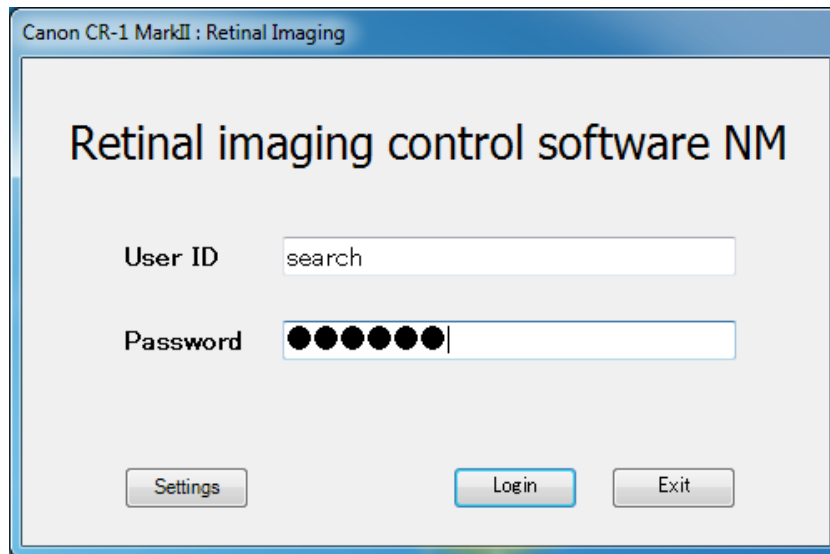 Canon CR-1 MarkII : Retinal Imaging
Retinal imaging control software NM
User ID search
Password ●●●●●●
Settings Login Exit